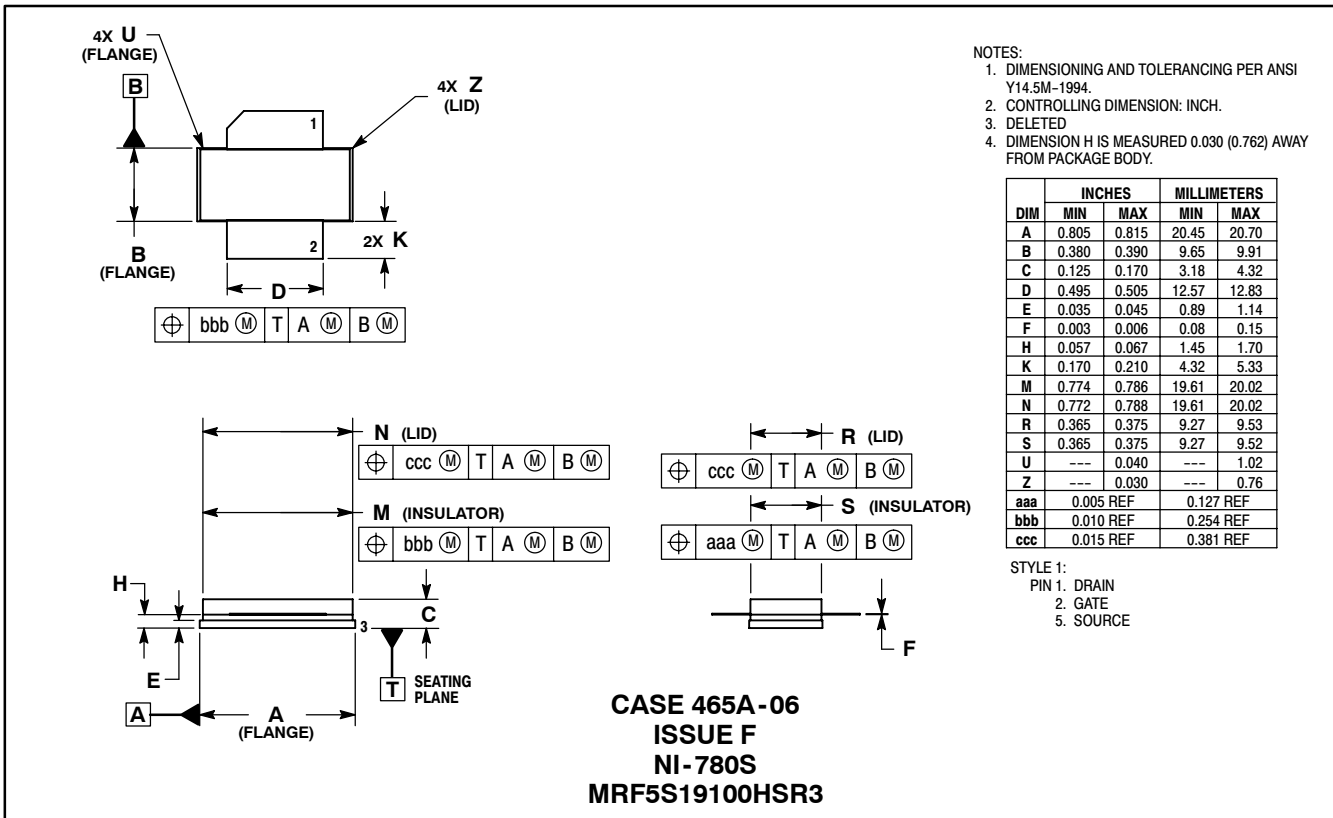 4X U
(FLANGE)
B
4X Z
(LID)
1
B
(FLANGE)
2
2X K
D
⌖ bbb Ⓜ T A Ⓜ B Ⓜ
N (LID)
⌖ ccc Ⓜ T A Ⓜ B Ⓜ
M (INSULATOR)
⌖ bbb Ⓜ T A Ⓜ B Ⓜ
H
C
3
E
T SEATING
PLANE
A
A
(FLANGE)
R (LID)
⌖ ccc Ⓜ T A Ⓜ B Ⓜ
S (INSULATOR)
⌖ aaa Ⓜ T A Ⓜ B Ⓜ
F
NOTES:
1. DIMENSIONING AND TOLERANCING PER ANSI
Y14.5M-1994.
2. CONTROLLING DIMENSION: INCH.
3. DELETED
4. DIMENSION H IS MEASURED 0.030 (0.762) AWAY
FROM PACKAGE BODY.
INCHES MILLIMETERS
DIM MIN MAX MIN MAX
A 0.805 0.815 20.45 20.70
B 0.380 0.390 9.65 9.91
C 0.125 0.170 3.18 4.32
D 0.495 0.505 12.57 12.83
E 0.035 0.045 0.89 1.14
F 0.003 0.006 0.08 0.15
H 0.057 0.067 1.45 1.70
K 0.170 0.210 4.32 5.33
M 0.774 0.786 19.61 20.02
N 0.772 0.788 19.61 20.02
R 0.365 0.375 9.27 9.53
S 0.365 0.375 9.27 9.52
U --- 0.040 --- 1.02
Z --- 0.030 --- 0.76
aaa 0.005 REF 0.127 REF
bbb 0.010 REF 0.254 REF
ccc 0.015 REF 0.381 REF
STYLE 1:
PIN 1. DRAIN
2. GATE
5. SOURCE
CASE 465A-06
ISSUE F
NI-780S
MRF5S19100HSR3